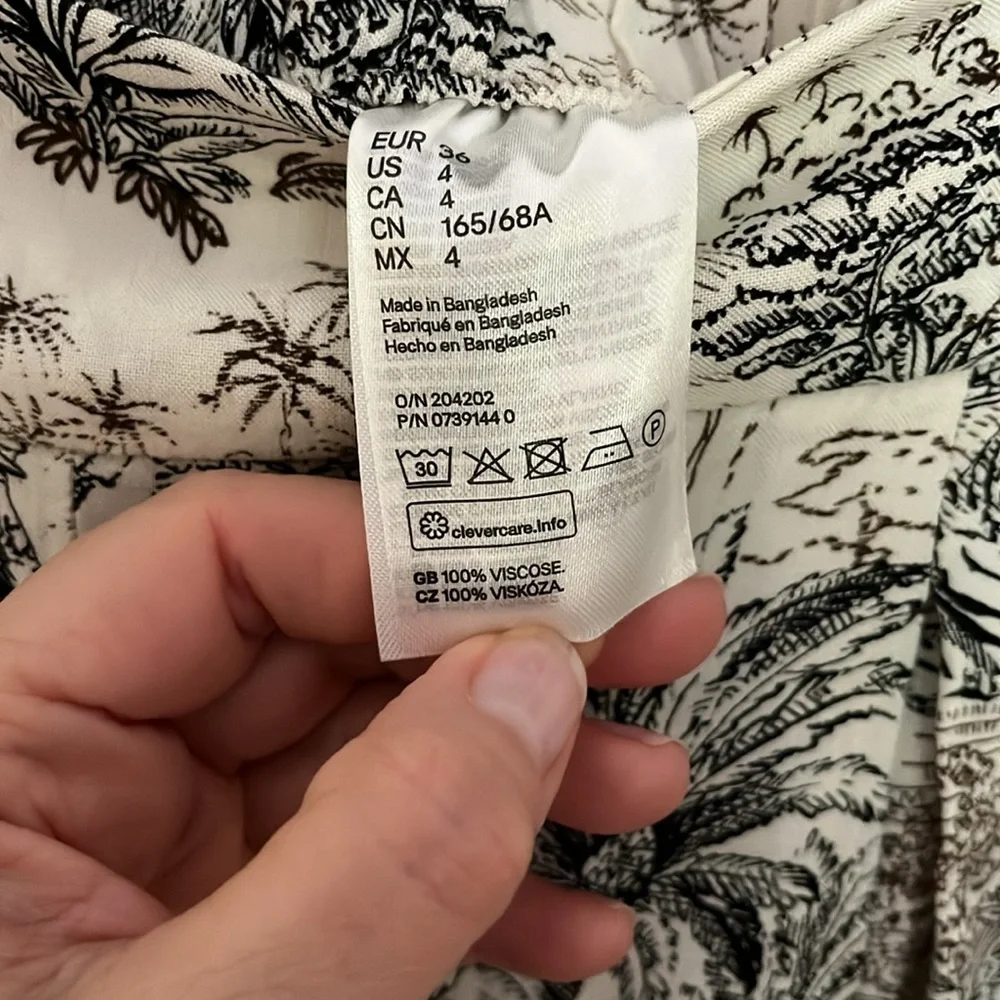 EUR 36
US 4
CA 4
CN 165/68A
MX 4
Made in Bangladesh
Fabriqué en Bangladesh
Hecho en Bangladesh
O/N 204202
P/N 0739144 0
30
P
clevercare.info
GB 100% VISCOSE.
CZ 100% VISKÓZA.